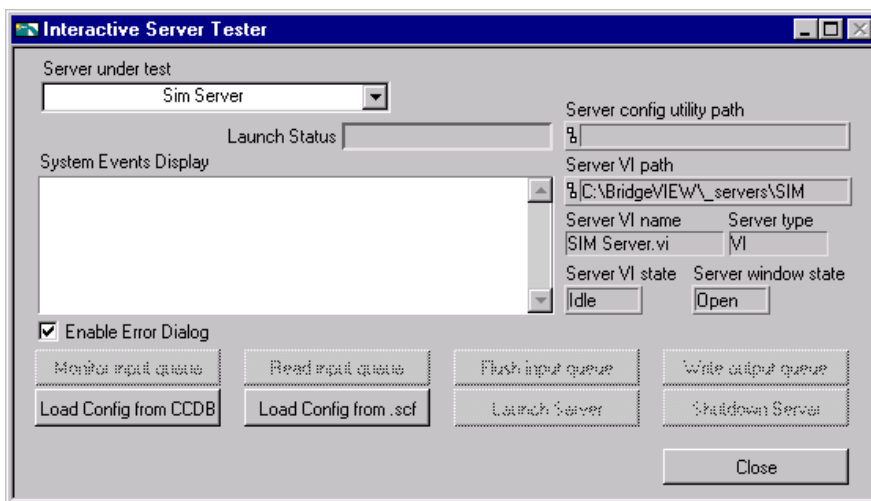 Interactive Server Tester
Server under test
Sim Server
Server config utility path
Launch Status
System Events Display
Server VI path
C:\BridgeVIEW\_servers\SIM
Server VI name Server type
SIM Server.vi VI
Server VI state Server window state
Idle Open
Enable Error Dialog
Monitor input queue Read input queue Flush input queue Write output queue
Load Config from CCDB Load Config from .scf Launch Server Shutdown Server
Close